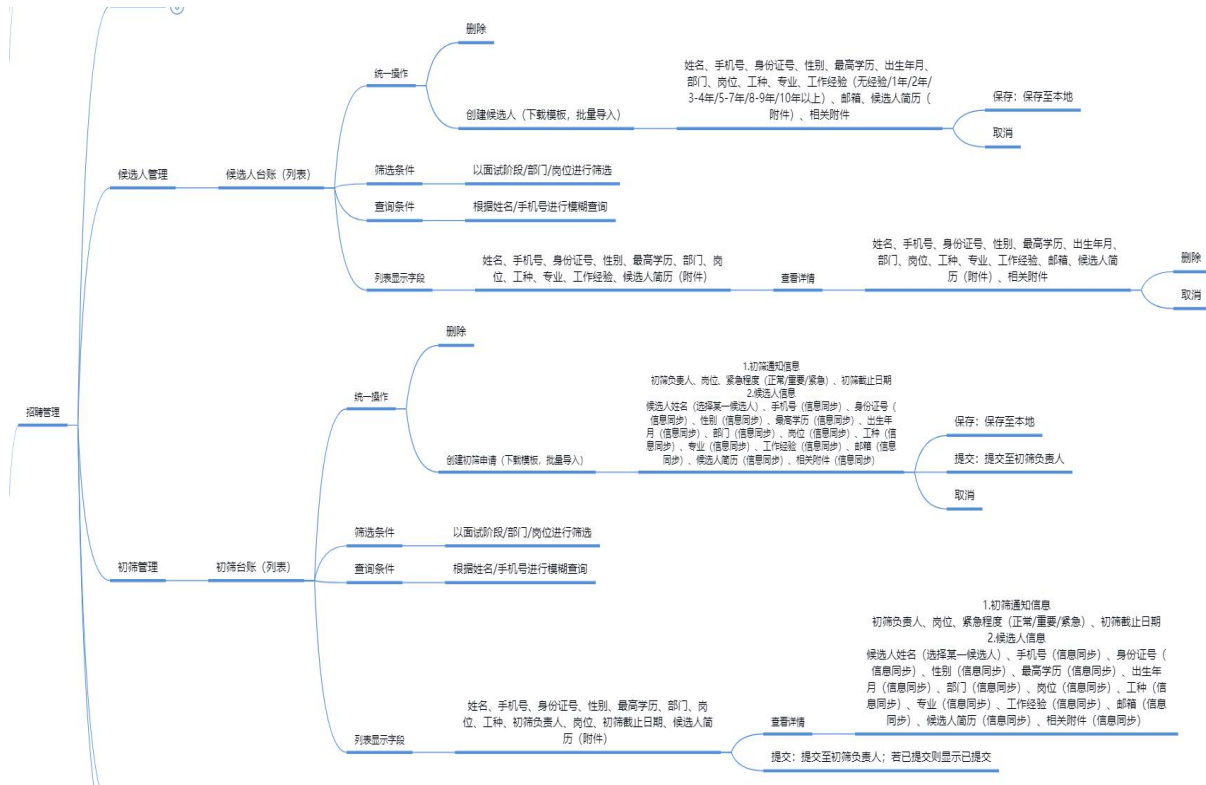 招聘管理
候选人管理
候选人台账（列表）
统一操作
删除
创建候选人（下载模板，批量导入）
姓名、手机号、身份证号、性别、最高学历、出生年月、
部门、岗位、工种、专业、工作经验（无经验/1年/2年/
3-4年/5-7年/8-9年/10年以上）、邮箱、候选人简历（
附件）、相关附件
保存：保存至本地
取消
筛选条件
以面试阶段/部门/岗位进行筛选
查询条件
根据姓名/手机号进行模糊查询
列表显示字段
姓名、手机号、身份证号、性别、最高学历、部门、岗
位、工种、专业、工作经验、候选人简历（附件）
查看详情
姓名、手机号、身份证号、性别、最高学历、出生年月、
部门、岗位、工种、专业、工作经验、邮箱、候选人简
历（附件）、相关附件
删除
取消
初筛管理
初筛台账（列表）
统一操作
删除
创建初筛申请（下载模板，批量导入）
1.初筛通知信息
初筛负责人、岗位、紧急程度（正常/重要/紧急）、初筛截止日期
2.候选人信息
候选人姓名（选择某一候选人）、手机号（信息同步）、身份证号（
信息同步）、性别（信息同步）、最高学历（信息同步）、出生年
月（信息同步）、部门（信息同步）、岗位（信息同步）、工种（信
息同步）、专业（信息同步）、工作经验（信息同步）、邮箱（信息
同步）、候选人简历（信息同步）、相关附件（信息同步）
保存：保存至本地
提交：提交至初筛负责人
取消
筛选条件
以面试阶段/部门/岗位进行筛选
查询条件
根据姓名/手机号进行模糊查询
列表显示字段
姓名、手机号、身份证号、性别、最高学历、部门、岗
位、工种、初筛负责人、岗位、初筛截止日期、候选人简
历（附件）
查看详情
1.初筛通知信息
初筛负责人、岗位、紧急程度（正常/重要/紧急）、初筛截止日期
2.候选人信息
候选人姓名（选择某一候选人）、手机号（信息同步）、身份证号（
信息同步）、性别（信息同步）、最高学历（信息同步）、出生年
月（信息同步）、部门（信息同步）、岗位（信息同步）、工种（信
息同步）、专业（信息同步）、工作经验（信息同步）、邮箱（信息
同步）、候选人简历（信息同步）、相关附件（信息同步）
提交：提交至初筛负责人；若已提交则显示已提交